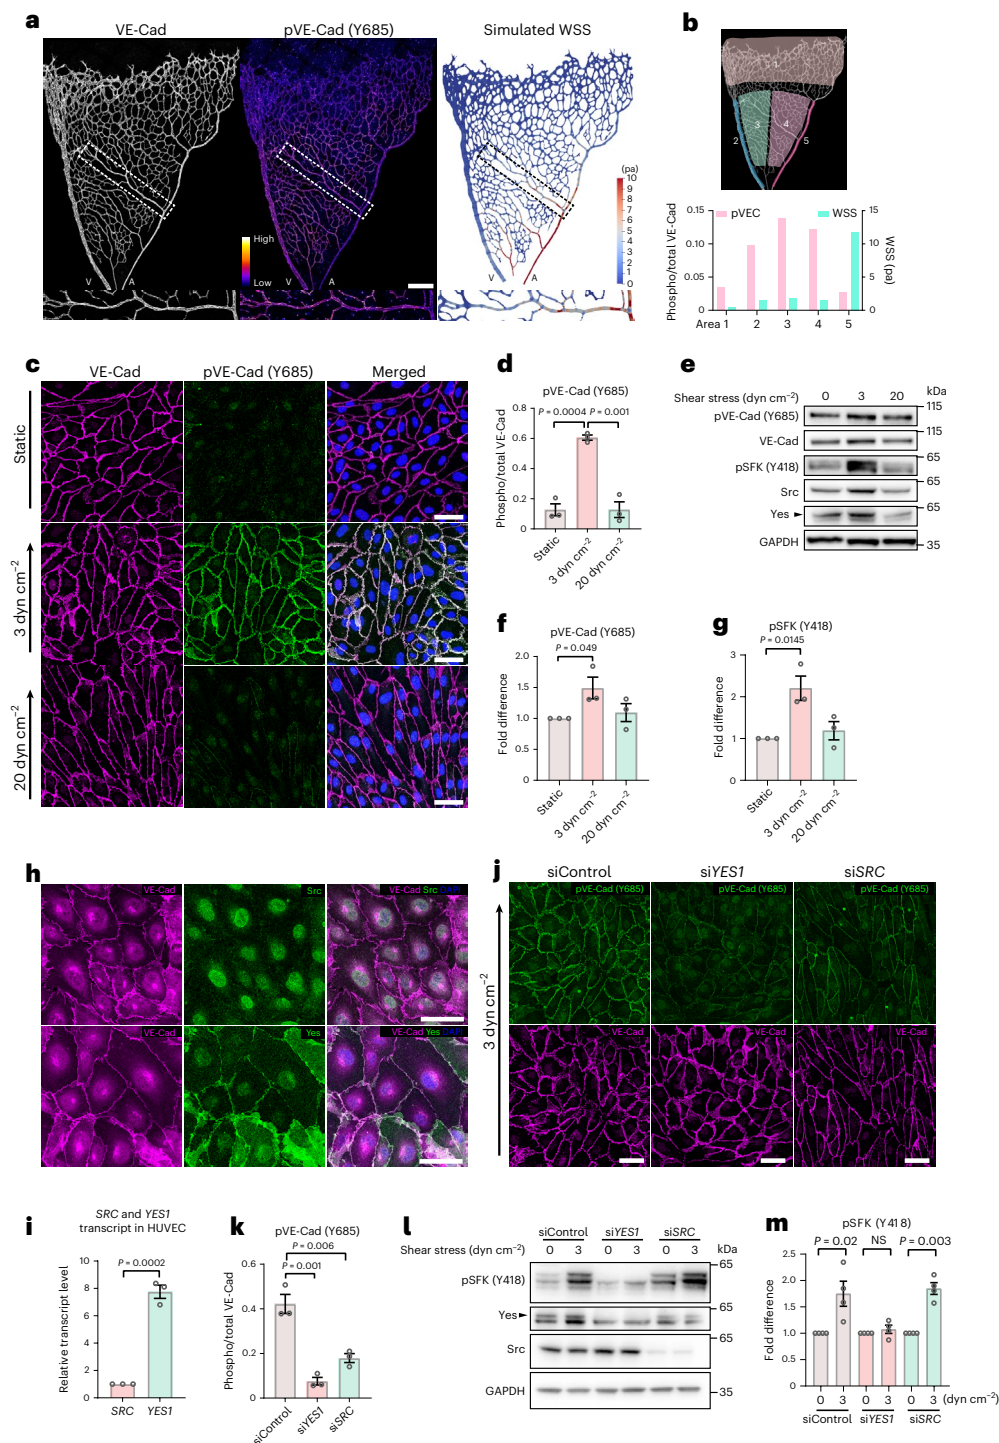 a
VE-Cad
pVE-Cad (Y685)
Simulated WSS
High
Low
V
A
V
A
(pa)
10
9
8
7
6
5
4
3
2
1
0
b
1
2
3
4
5
pVEC
WSS
Phospho/total VE-Cad
0.15
0.10
0.05
0
WSS (pa)
15
10
5
0
Area 1
2
3
4
5
c
VE-Cad
pVE-Cad (Y685)
Merged
Static
3 dyn cm−2
20 dyn cm−2
d
pVE-Cad (Y685)
P = 0.0004
P = 0.001
Phospho/total VE-Cad
0.8
0.6
0.4
0.2
0
Static
3 dyn cm−2
20 dyn cm−2
e
Shear stress (dyn cm−2)
0
3
20
kDa
pVE-Cad (Y685)
115
VE-Cad
115
pSFK (Y418)
65
Src
65
Yes
65
GAPDH
35
f
pVE-Cad (Y685)
P = 0.049
Fold difference
2.0
1.5
1.0
0.5
0
Static
3 dyn cm−2
20 dyn cm−2
g
pSFK (Y418)
P = 0.0145
Fold difference
3
2
1
0
Static
3 dyn cm−2
20 dyn cm−2
h
VE-Cad
Src
VE-Cad Src DAPI
VE-Cad
Yes
VE-Cad Yes DAPI
j
siControl
siYES1
siSRC
3 dyn cm−2
pVE-Cad (Y685)
pVE-Cad (Y685)
pVE-Cad (Y685)
VE-Cad
VE-Cad
VE-Cad
i
SRC and YES1
transcript in HUVEC
P = 0.0002
Relative transcript level
10
8
6
4
2
0
SRC
YES1
k
pVE-Cad (Y685)
P = 0.006
P = 0.001
Phospho/total VE-Cad
0.6
0.4
0.2
0
siControl
siYES1
siSRC
l
siControl
siYES1
siSRC
Shear stress (dyn cm−2)
0
3
0
3
0
3
kDa
pSFK (Y418)
65
Yes
65
Src
65
GAPDH
35
m
pSFK (Y418)
P = 0.02
NS
P = 0.003
Fold difference
2.5
2.0
1.5
1.0
0.5
0
0
3
0
3
0
3
(dyn cm−2)
siControl
siYES1
siSRC